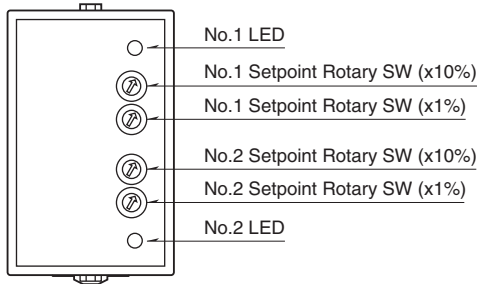 No.1 LED
No.1 Setpoint Rotary SW (x10%)
No.1 Setpoint Rotary SW (x1%)
No.2 Setpoint Rotary SW (x10%)
No.2 Setpoint Rotary SW (x1%)
No.2 LED